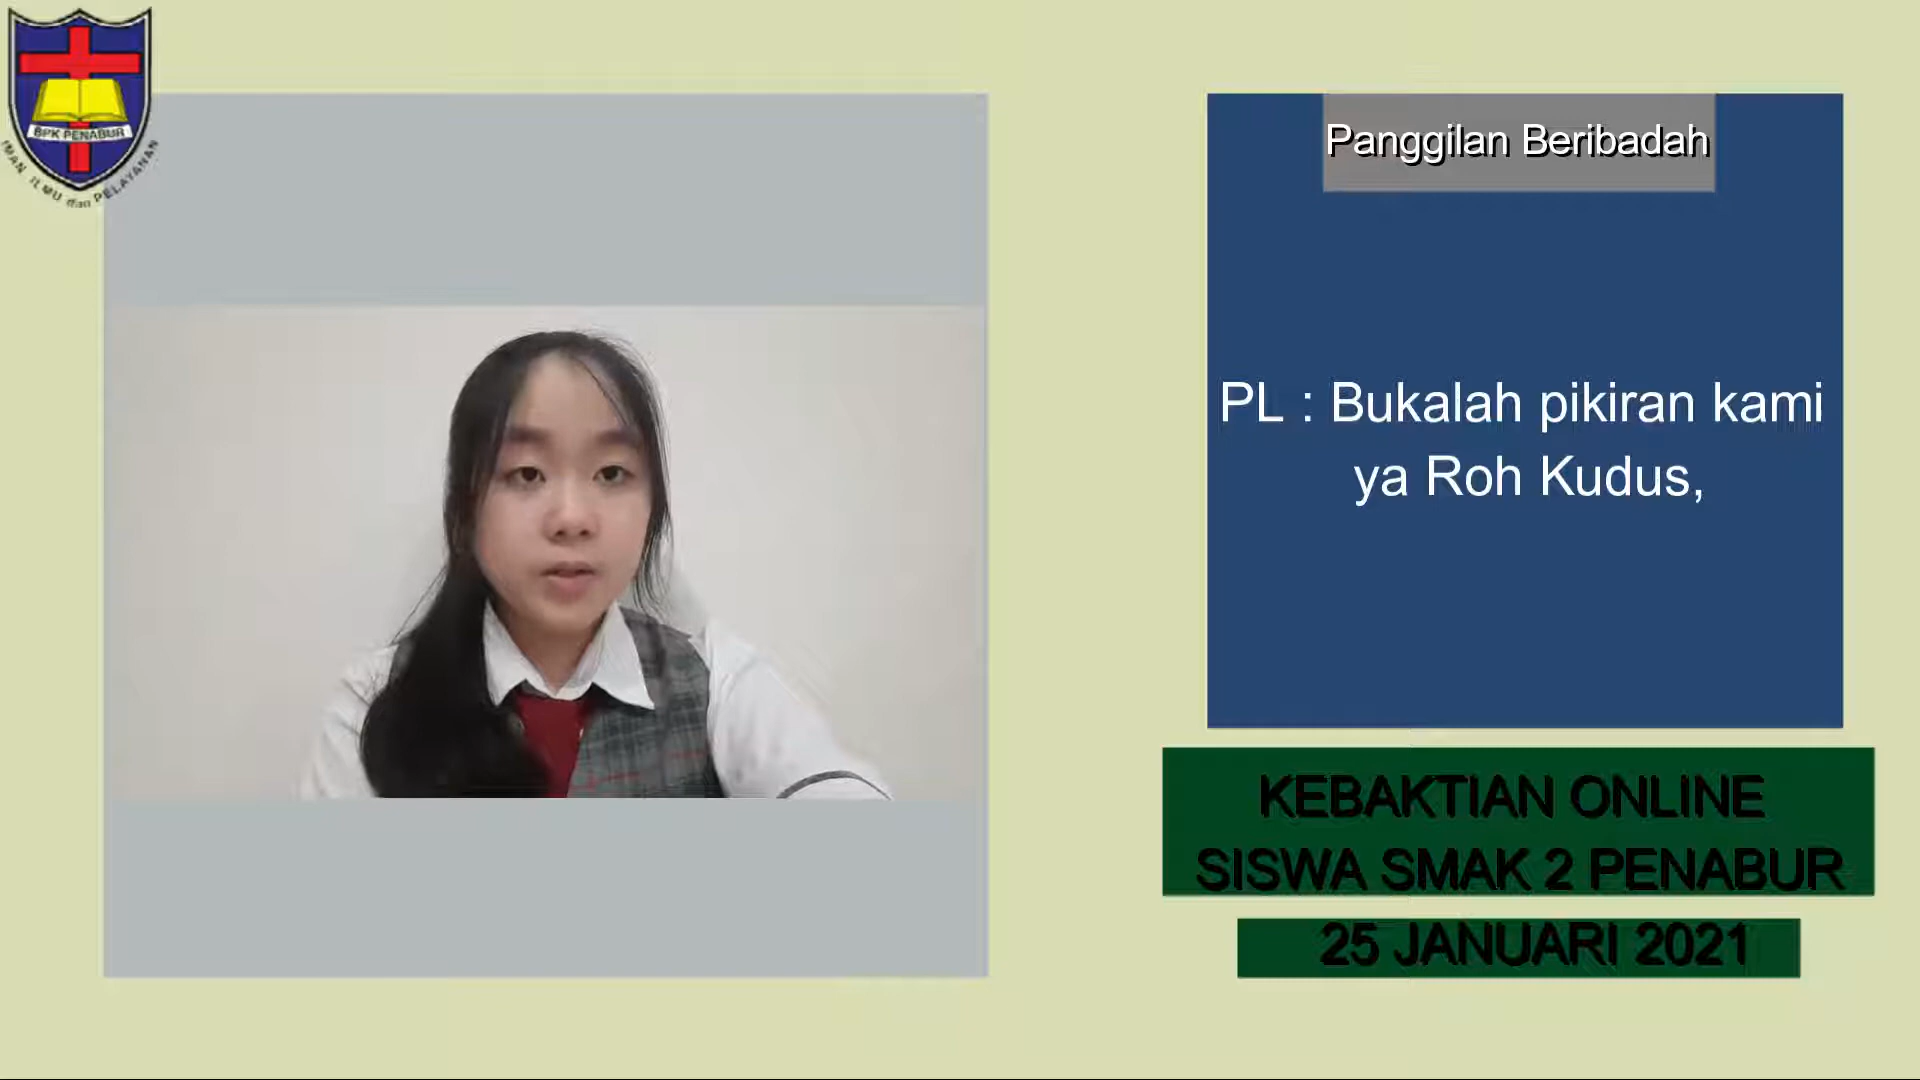 BPK PENABUR
IMAN, ILMU dan PELAYANAN
Panggilan Beribadah
PL : Bukalah pikiran kami
ya Roh Kudus,
KEBAKTIAN ONLINE
SISWA SMAK 2 PENABUR
25 JANUARI 2021